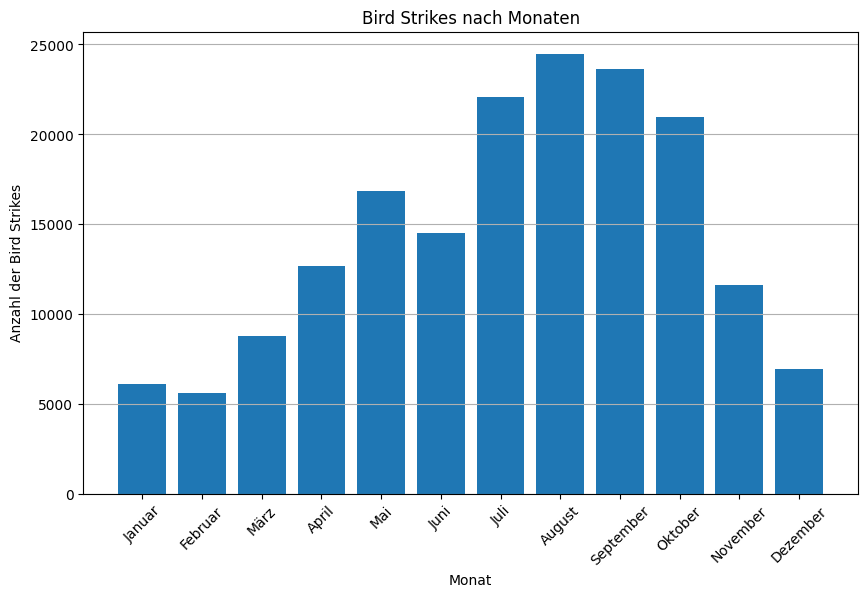 Bird Strikes nach Monaten
Anzahl der Bird Strikes
25000
20000
15000
10000
5000
0
Januar
Februar
März
April
Mai
Juni
Juli
August
September
Oktober
November
Dezember
Monat